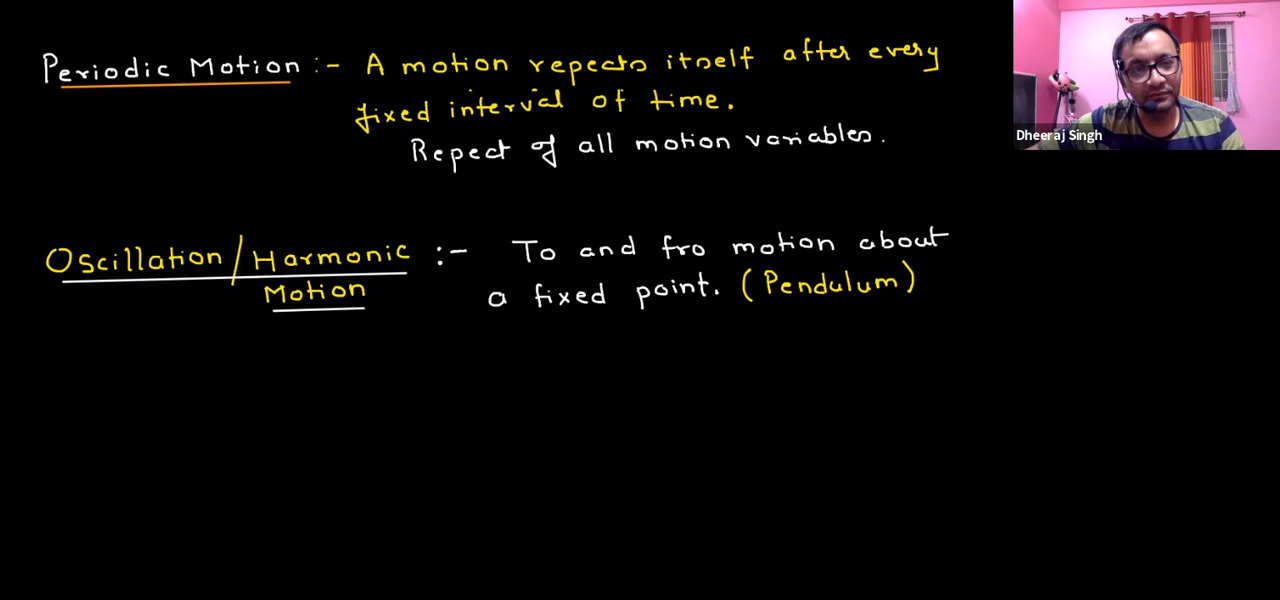 Periodic Motion :- A motion repeats itself after every
fixed interval of time.
Repeat of all motion variables.
Dheeraj Singh
Oscillation/Harmonic :- To and fro motion about
Motion a fixed point. (Pendulum)